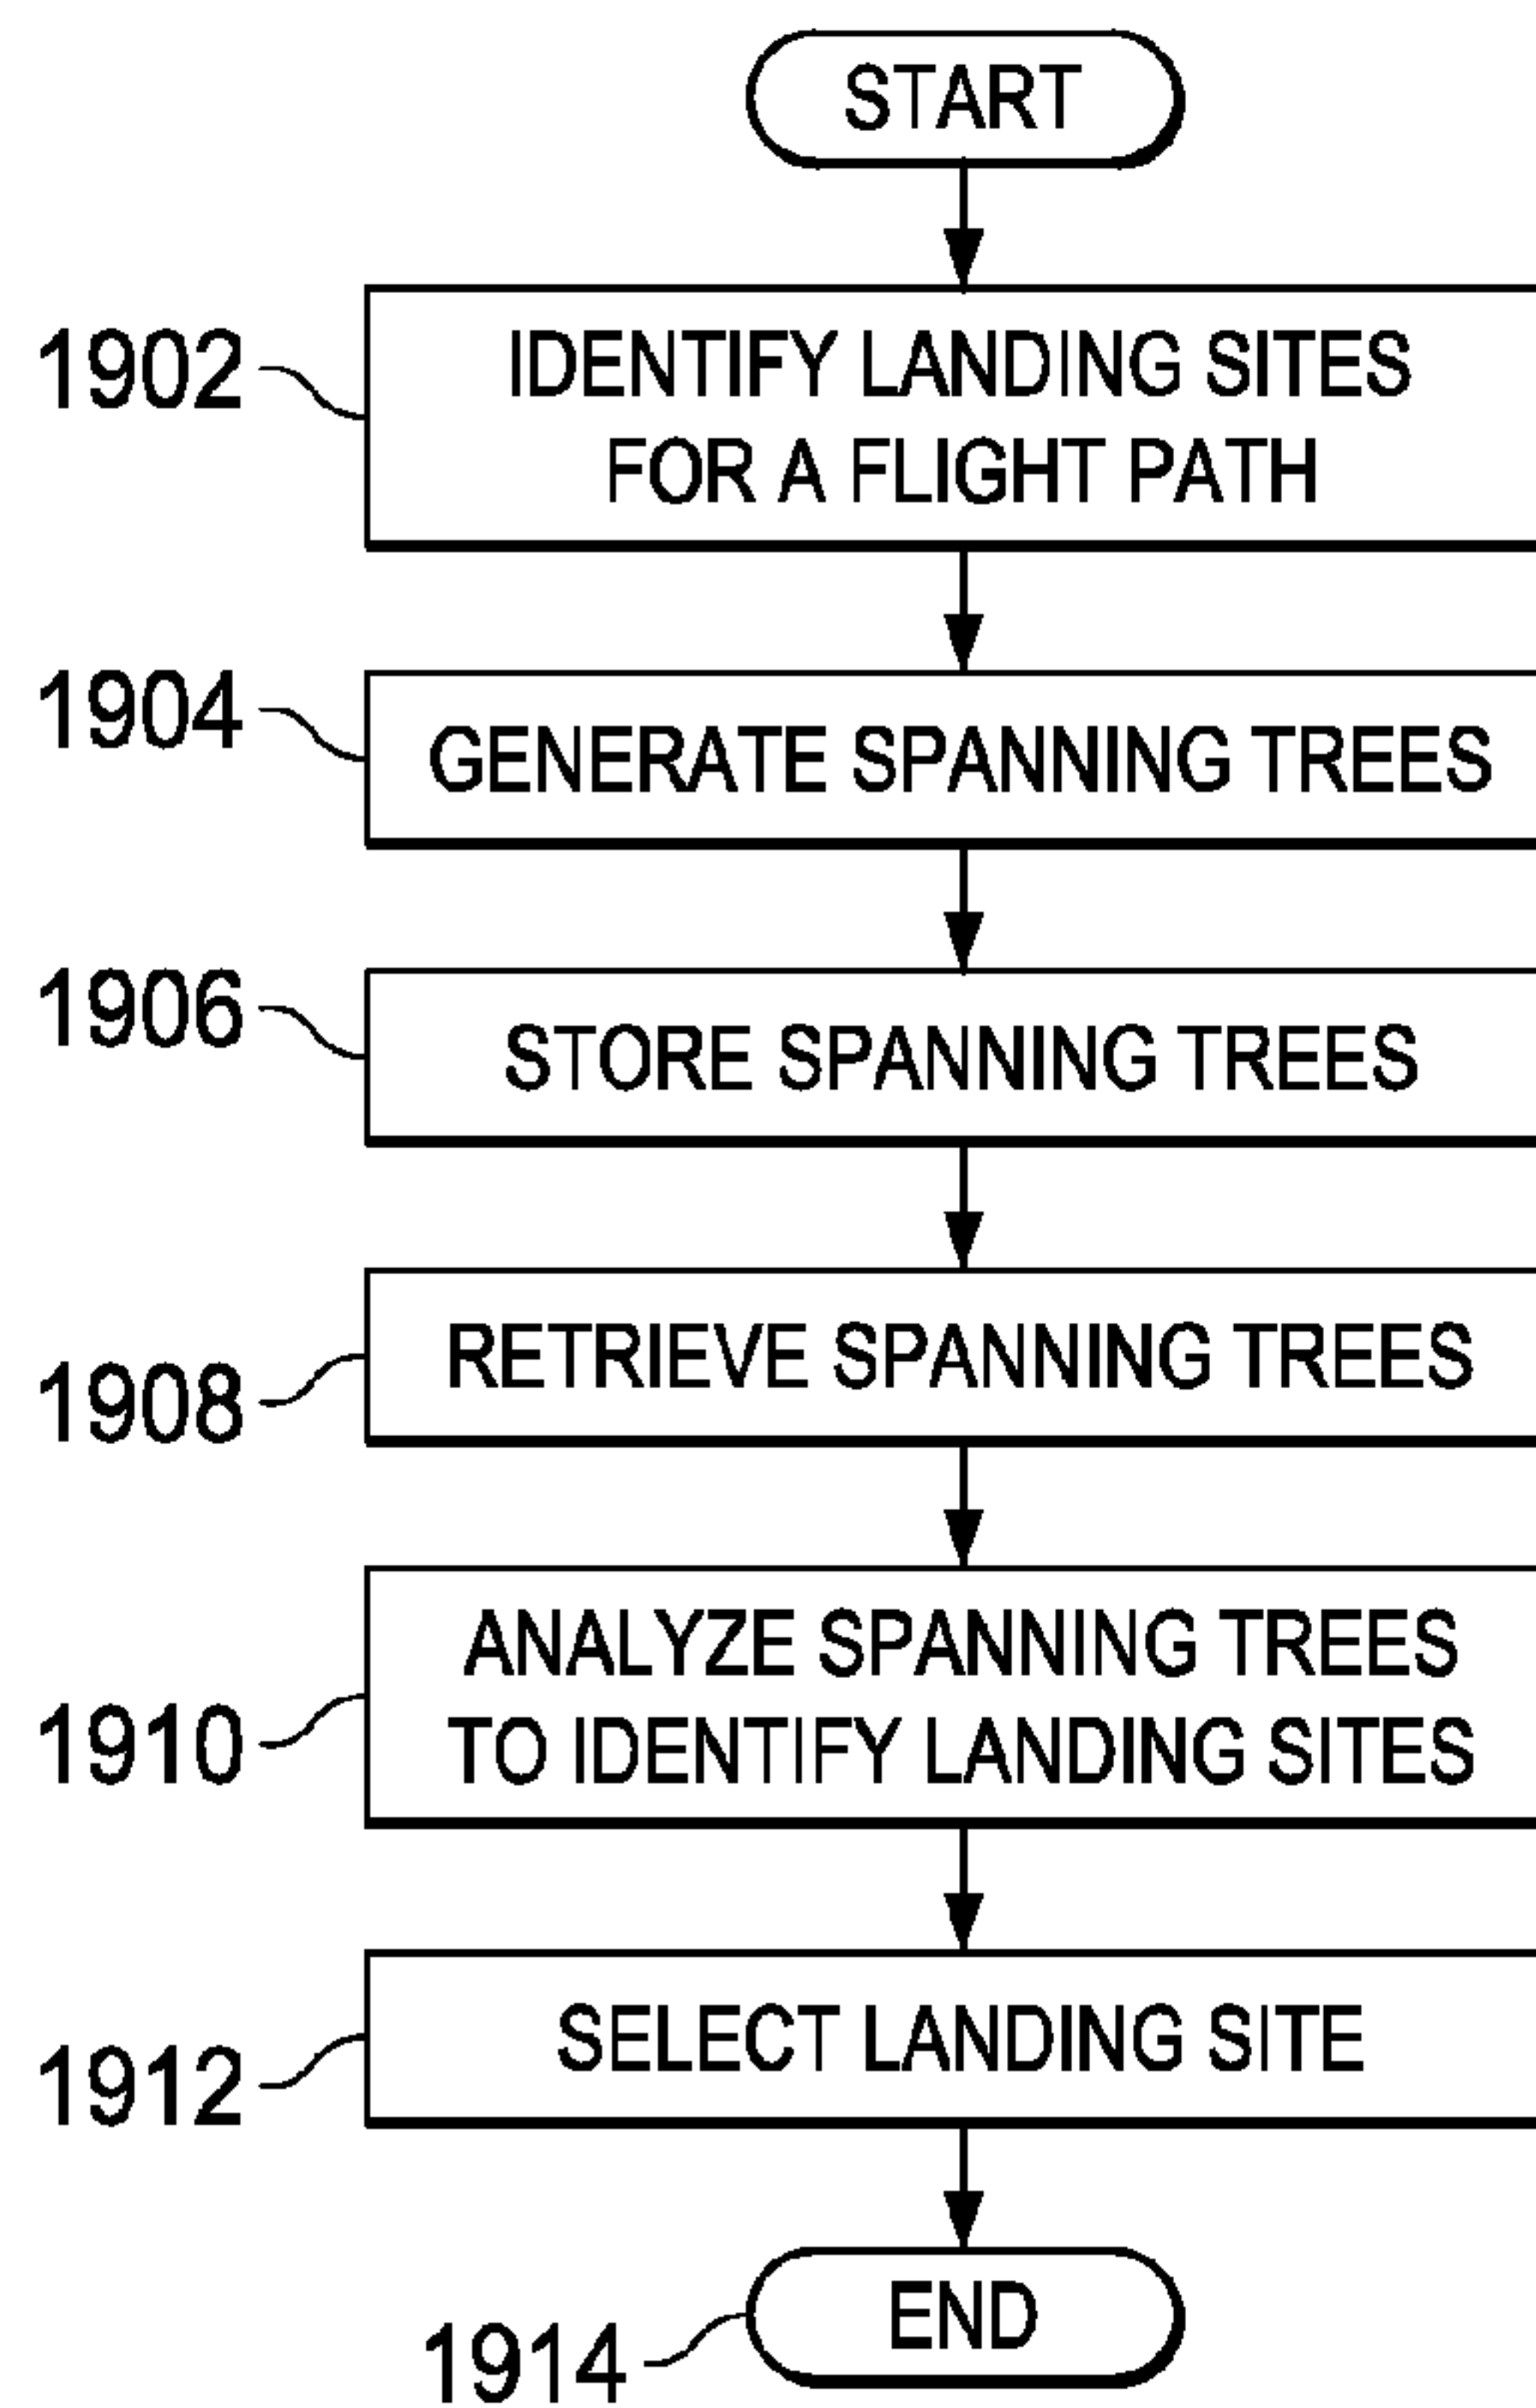 START
1902
IDENTIFY LANDING SITES
FOR A FLIGHT PATH
1904
GENERATE SPANNING TREES
1906
STORE SPANNING TREES
1908
RETRIEVE SPANNING TREES
1910
ANALYZE SPANNING TREES
TO IDENTIFY LANDING SITES
1912
SELECT LANDING SITE
1914
END